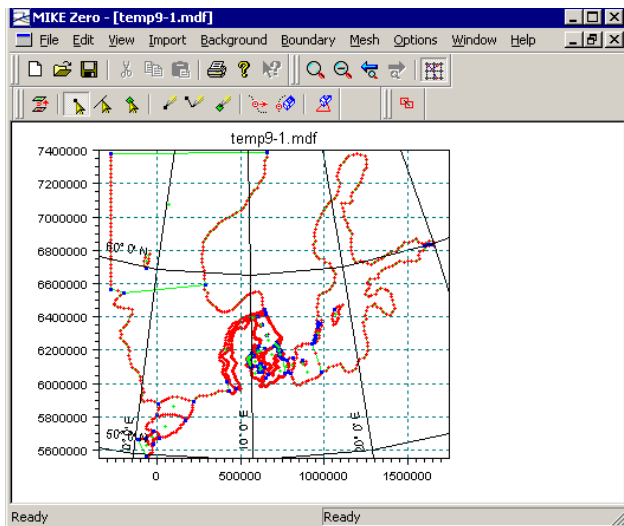 MIKE Zero - [temp9-1.mdf]
File Edit View Import Background Boundary Mesh Options Window Help
temp9-1.mdf
7400000
7200000
7000000
6800000
60° 0' N
6600000
6400000
6200000
6000000
5800000
50° 0'
5600000
0° 0' E
10° 0' E
20° 0' E
0 500000 1000000 1500000
Ready Ready